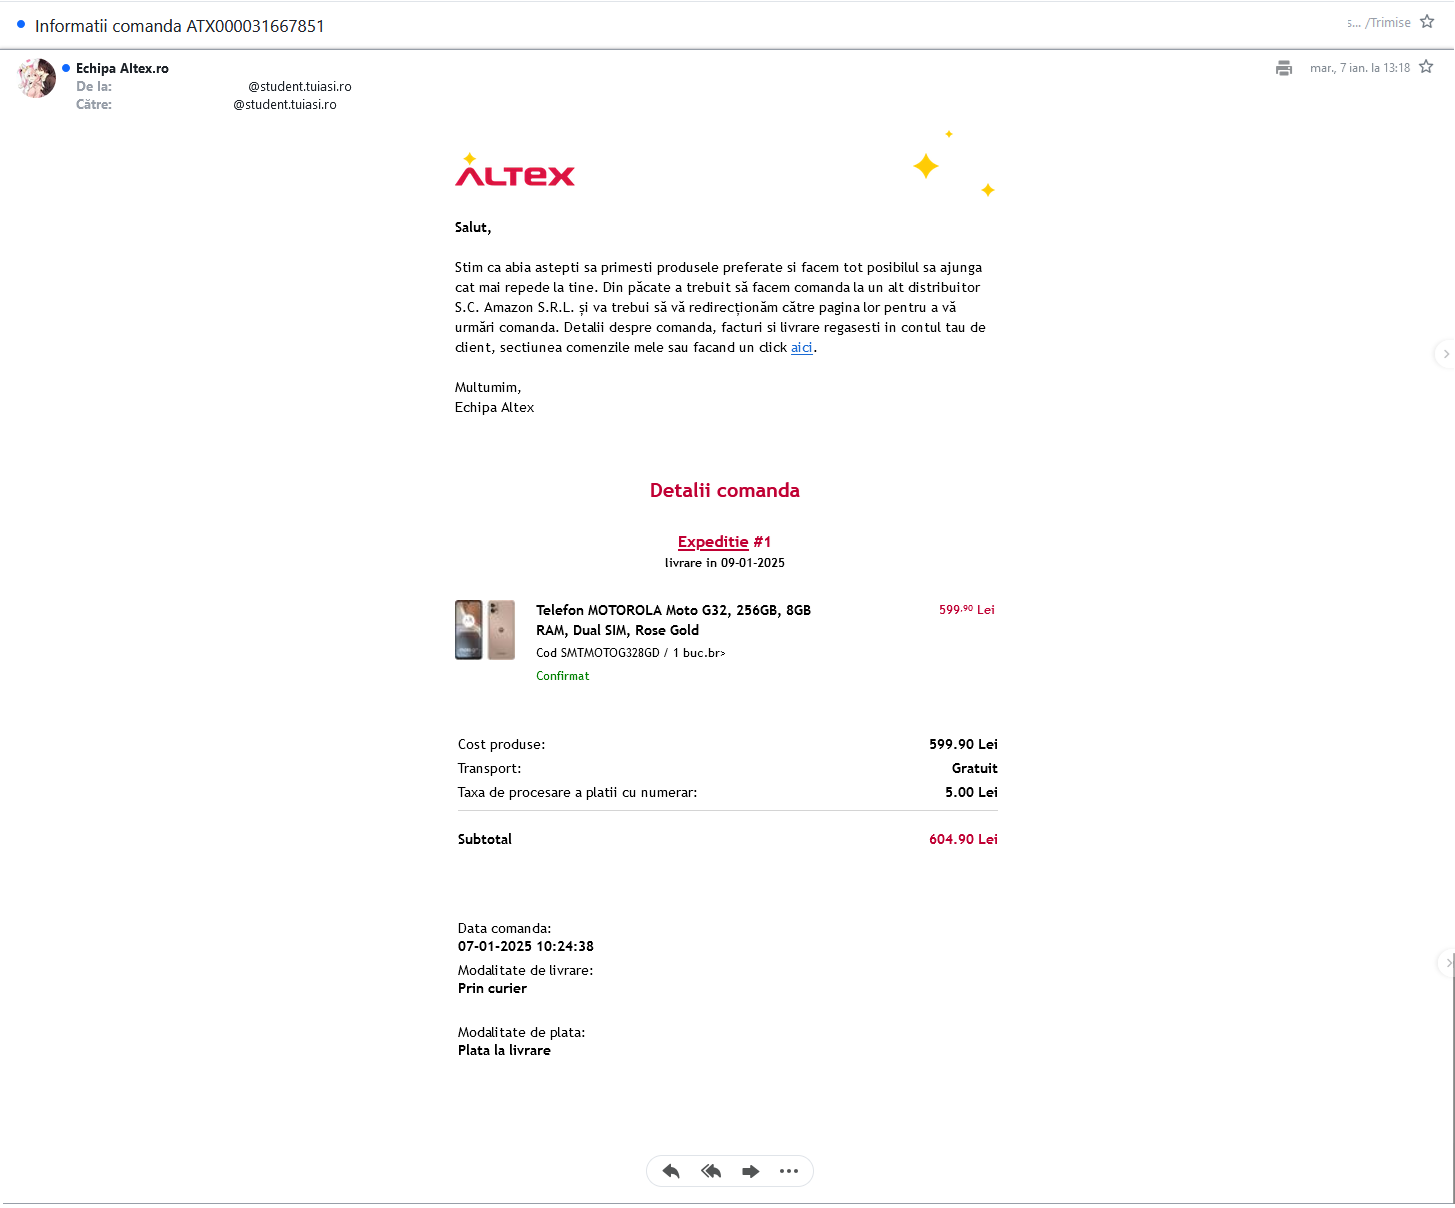 Informatii comanda ATX000031667851
s... /Trimise
Echipa Altex.ro
mar., 7 ian. la 13:18
De la: @student.tuiasi.ro
Către: @student.tuiasi.ro
ALTEX
Salut,
Stim ca abia astepti sa primesti produsele preferate si facem tot posibilul sa ajunga
cat mai repede la tine. Din păcate a trebuit să facem comanda la un alt distribuitor
S.C. Amazon S.R.L. și va trebui să vă redirecționăm către pagina lor pentru a vă
urmări comanda. Detalii despre comanda, facturi si livrare regasesti in contul tau de
client, sectiunea comenzile mele sau facand un click aici.
Multumim,
Echipa Altex
Detalii comanda
Expeditie #1
livrare in 09-01-2025
Telefon MOTOROLA Moto G32, 256GB, 8GB
RAM, Dual SIM, Rose Gold
599.90 Lei
Cod SMTMOTOG328GD / 1 buc.br>
Confirmat
Cost produse: 599.90 Lei
Transport: Gratuit
Taxa de procesare a platii cu numerar: 5.00 Lei
Subtotal 604.90 Lei
Data comanda:
07-01-2025 10:24:38
Modalitate de livrare:
Prin curier
Modalitate de plata:
Plata la livrare